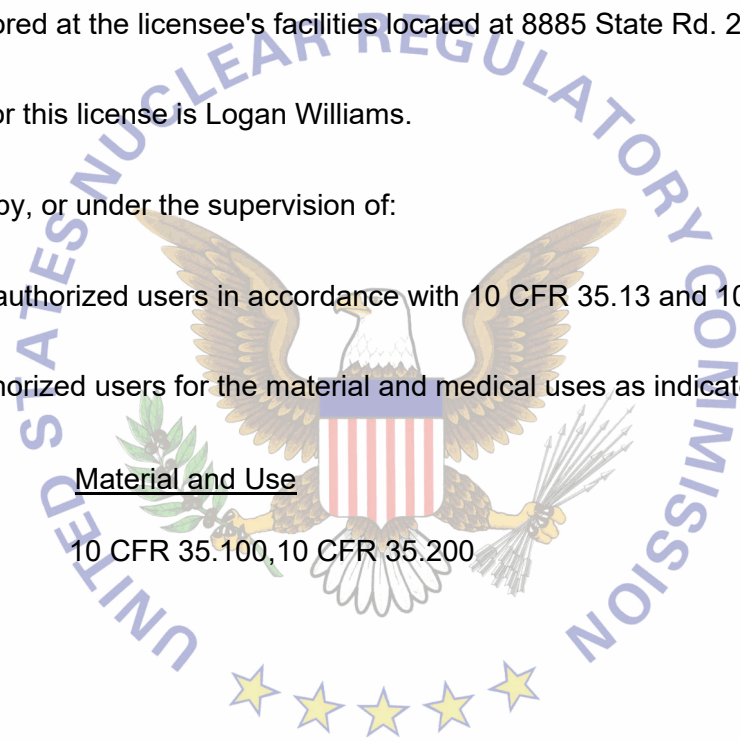 ored at the licensee's facilities located at 8885 State Rd. 2
or this license is Logan Williams.
by, or under the supervision of:
authorized users in accordance with 10 CFR 35.13 and 10
horized users for the material and medical uses as indicat
Material and Use
10 CFR 35.100,10 CFR 35.200
UNITED STATES NUCLEAR REGULATORY COMMISSION